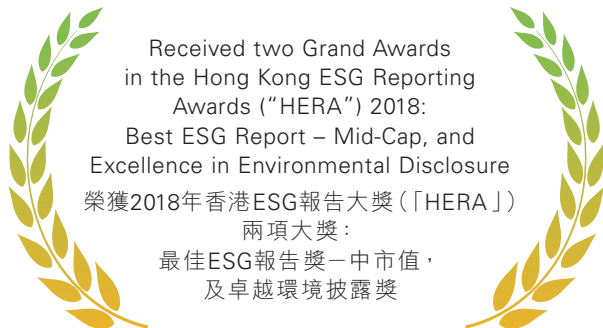 Received two Grand Awards
in the Hong Kong ESG Reporting
Awards (“HERA”) 2018:
Best ESG Report – Mid-Cap, and
Excellence in Environmental Disclosure
榮獲2018年香港ESG報告大獎（「HERA」）
兩項大獎：
最佳ESG報告獎－中市值，
及卓越環境披露獎